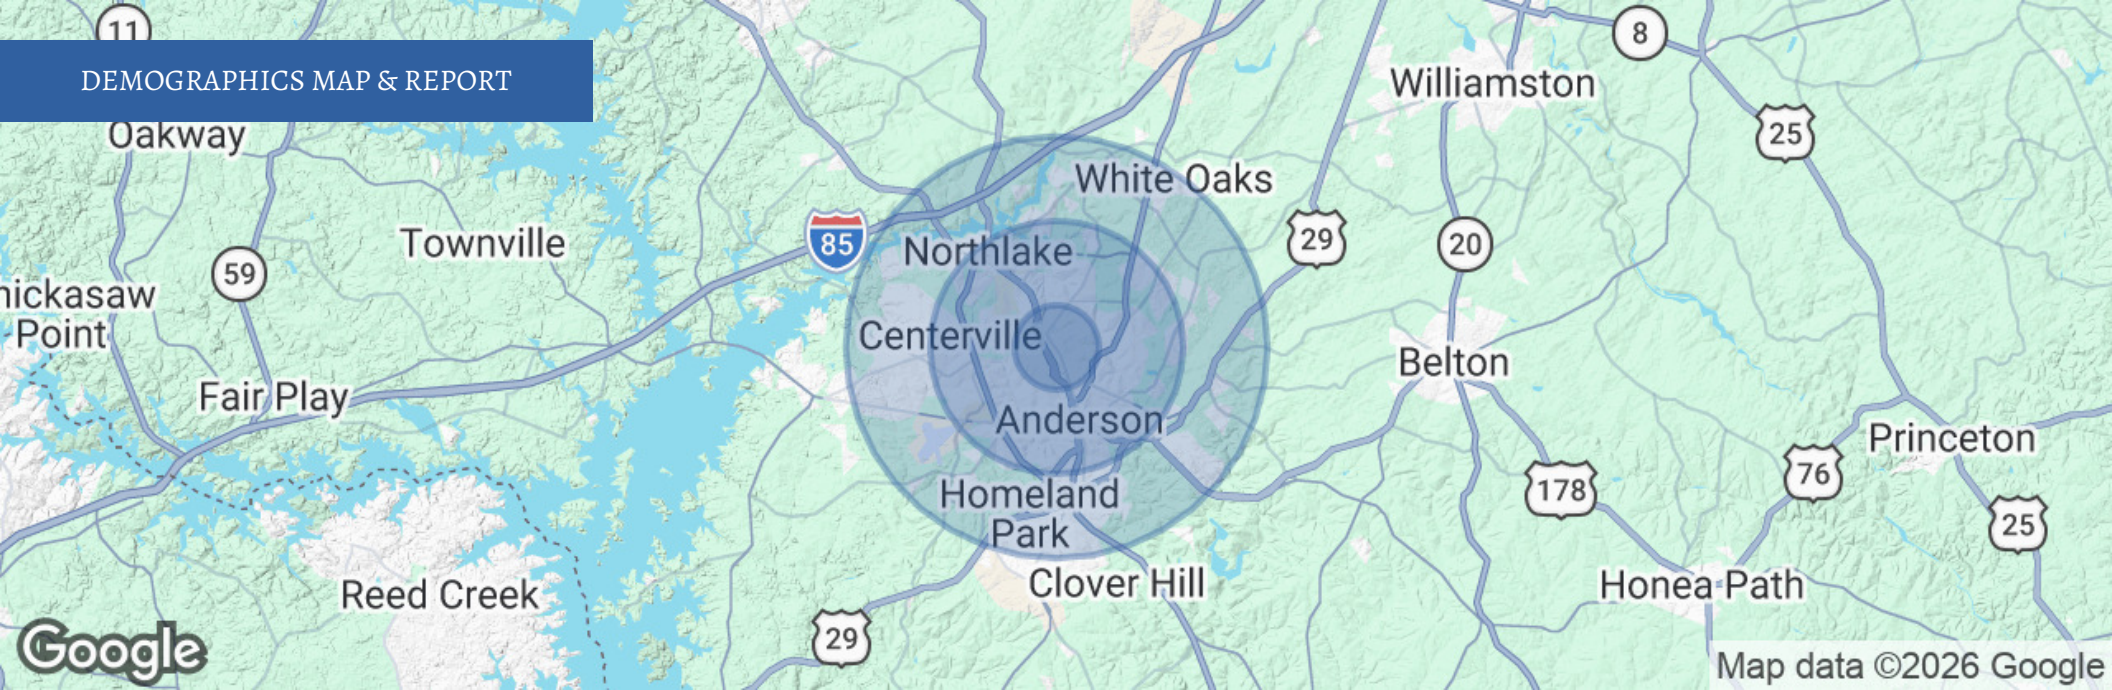 11
DEMOGRAPHICS MAP & REPORT
Oakway
Williamston
8
25
White Oaks
Townville
85
Northlake
29
20
59
hickasaw
Point
Centerville
Belton
Fair Play
Anderson
Princeton
76
178
Homeland
Park
25
Reed Creek
Clover Hill
Honea Path
29
Google
Map data ©2026 Google